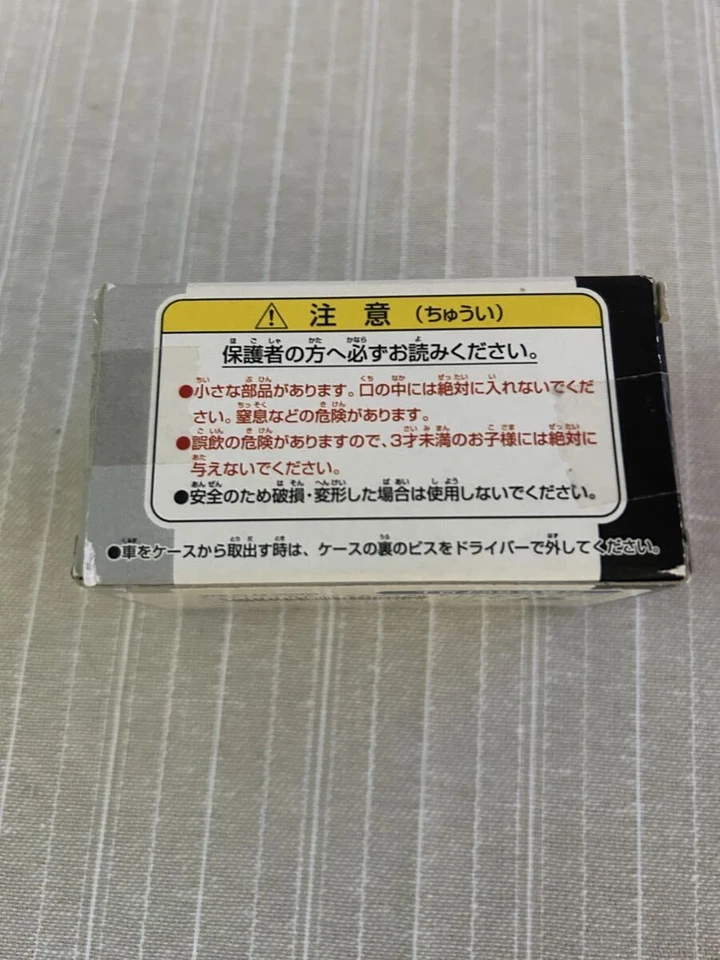 ⚠ 注意(ちゅうい)
保護者の方へ必ずお読みください。
●小さな部品があります。口の中には絶対に入れないでくだ
さい。窒息などの危険があります。
●誤飲の危険がありますので、3才未満のお子様には絶対に
与えないでください。
●安全のため破損・変形した場合は使用しないでください。
●車をケースから取出す時は、ケースの裏のビスをドライバーで外してください。